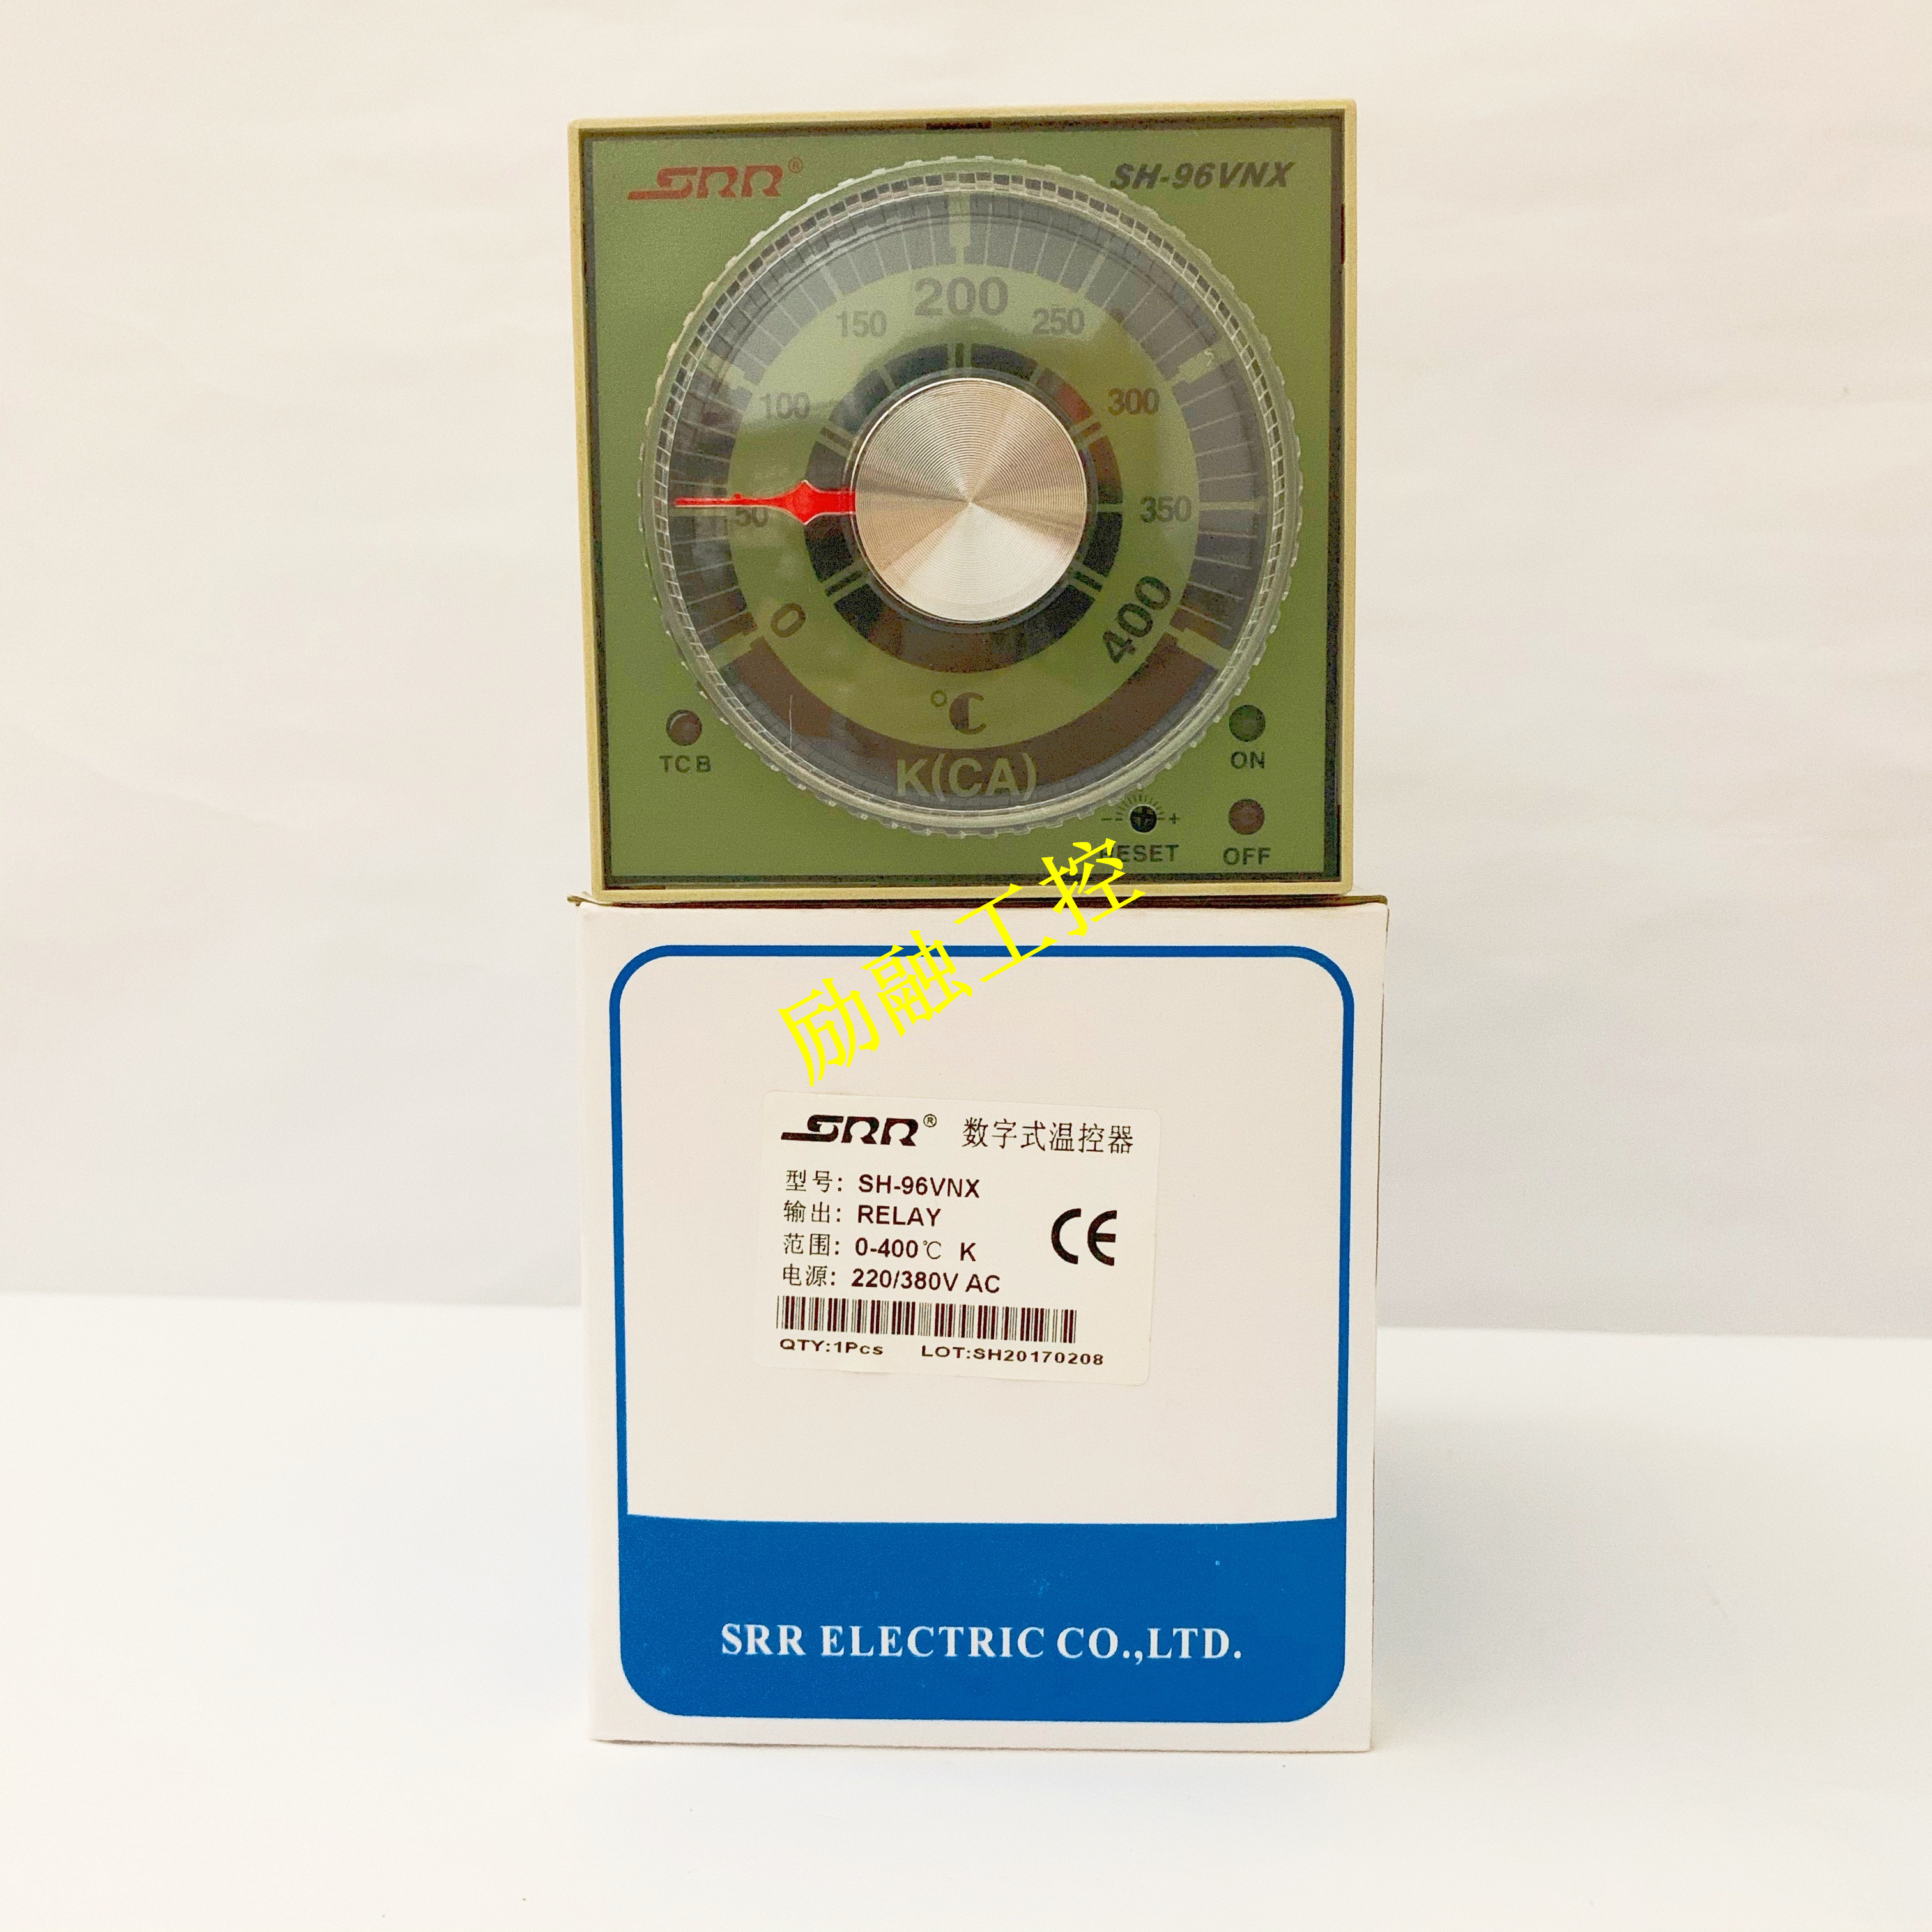 SRR® SH-96VNX
200
150 250
100 300
50 350
0 400
°C
K(CA)
TCB ON
- +
RESET OFF
励融工控
SRR® 数字式温控器
型号: SH-96VNX
输出: RELAY
范围: 0-400℃ K
电源: 220/380V AC
CE
QTY:1Pcs LOT:SH20170208
SRR ELECTRIC CO.,LTD.